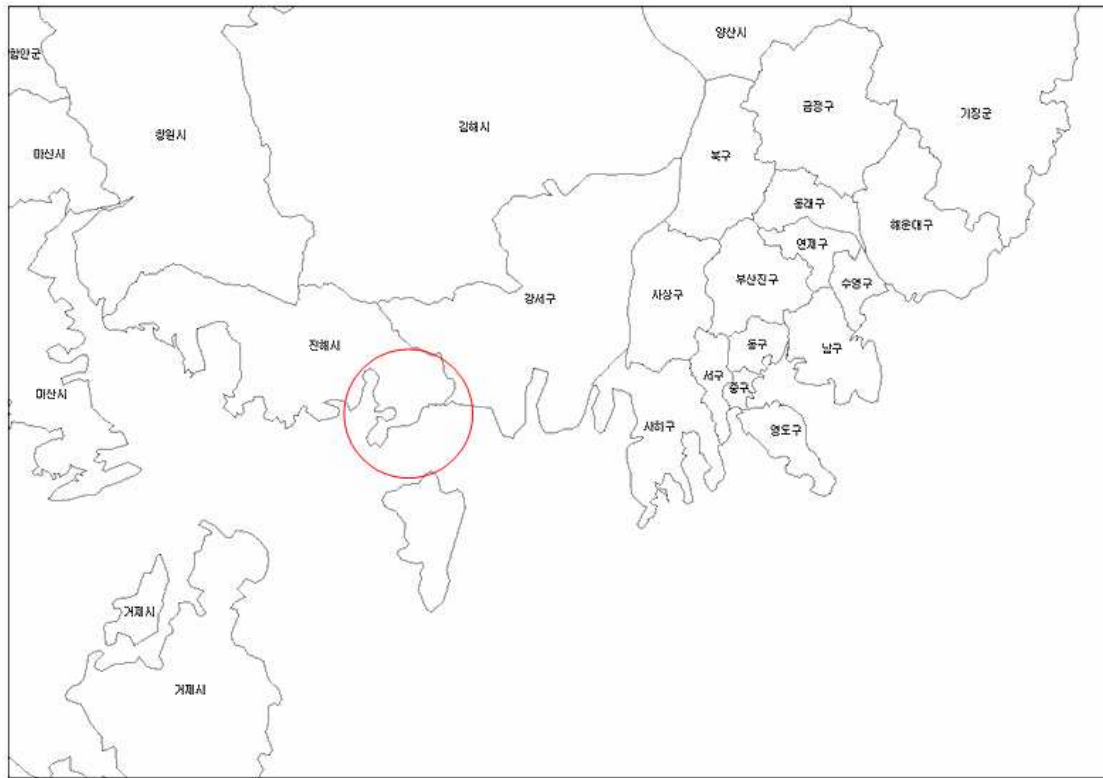 양산시
함안군
금정구
기장군
창원시
김해시
마산시
북구
동래구
해운대구
연제구
부산진구
수영구
사상구
강서구
진해시
동구
남구
서구
중구
마산시
사하구
영도구
거제시
거제시